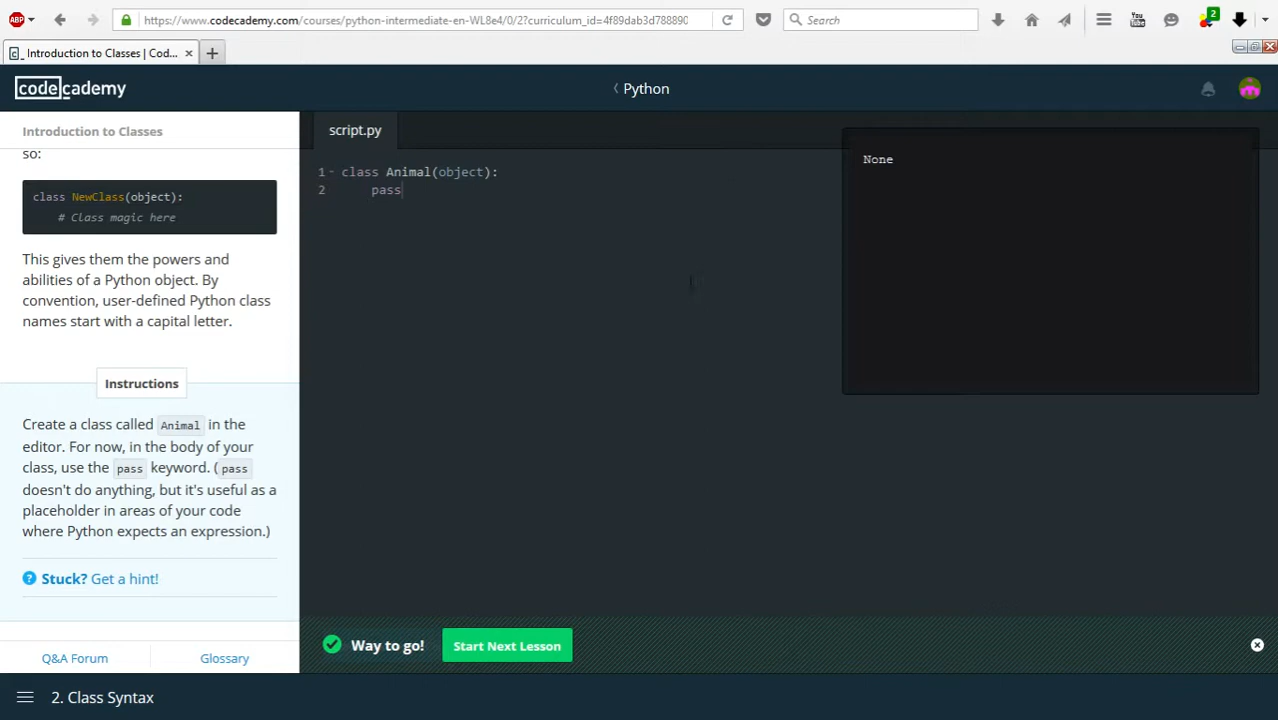 ABP
https://www.codecademy.com/courses/python-intermediate-en-WL8e4/0/2?curriculum_id=4f89dab3d788890
Search
You Tube
2
Introduction to Classes | Cod...
codecademy
Python
Introduction to Classes
so:
class NewClass(object):
# Class magic here
This gives them the powers and
abilities of a Python object. By
convention, user-defined Python class
names start with a capital letter.
Instructions
Create a class called Animal in the
editor. For now, in the body of your
class, use the pass keyword. (pass
doesn't do anything, but it's useful as a
placeholder in areas of your code
where Python expects an expression.)
? Stuck? Get a hint!
Q&A Forum
Glossary
script.py
1 class Animal(object):
2 pass
None
Way to go!
Start Next Lesson
2. Class Syntax